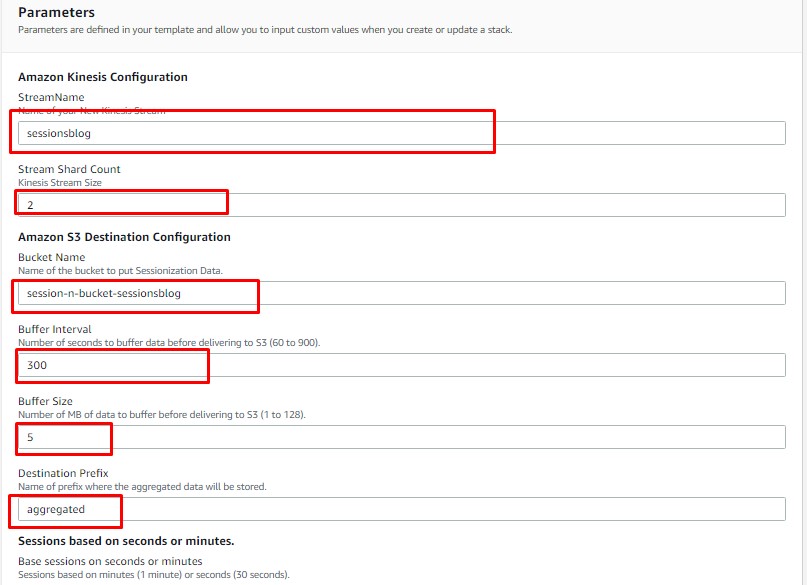 Parameters
Parameters are defined in your template and allow you to input custom values when you create or update a stack.
Amazon Kinesis Configuration
StreamName
Name of your New Kinesis Stream
sessionsblog
Stream Shard Count
Kinesis Stream Size
2
Amazon S3 Destination Configuration
Bucket Name
Name of the bucket to put Sessionization Data.
session-n-bucket-sessionsblog
Buffer Interval
Number of seconds to buffer data before delivering to S3 (60 to 900).
300
Buffer Size
Number of MB of data to buffer before delivering to S3 (1 to 128).
5
Destination Prefix
Name of prefix where the aggregated data will be stored.
aggregated
Sessions based on seconds or minutes.
Base sessions on seconds or minutes
Sessions based on minutes (1 minute) or seconds (30 seconds).